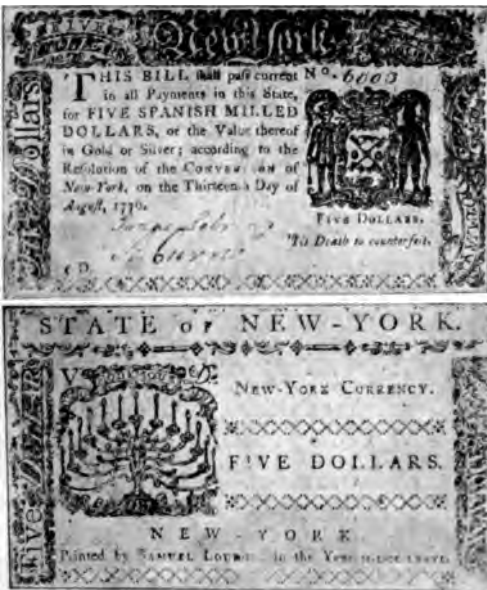 FIVE
DOLLARS
New York
Five Dollars
THIS BILL shall pass current
in all Payments in this State,
for FIVE SPANISH MILLED
DOLLARS, or the Value thereof
in Gold or Silver; according to the
Resolution of the CONVENTION of
New-York, on the Thirteenth Day of
August, 1776.
No. 6003
FIVE DOLLARS.
'Tis Death to counterfeit.
STATE OF NEW-YORK.
Five DOLLARS
V
NEW-YORK CURRENCY.
FIVE DOLLARS.
NEW-YORK
Printed by SAMUEL in the Year